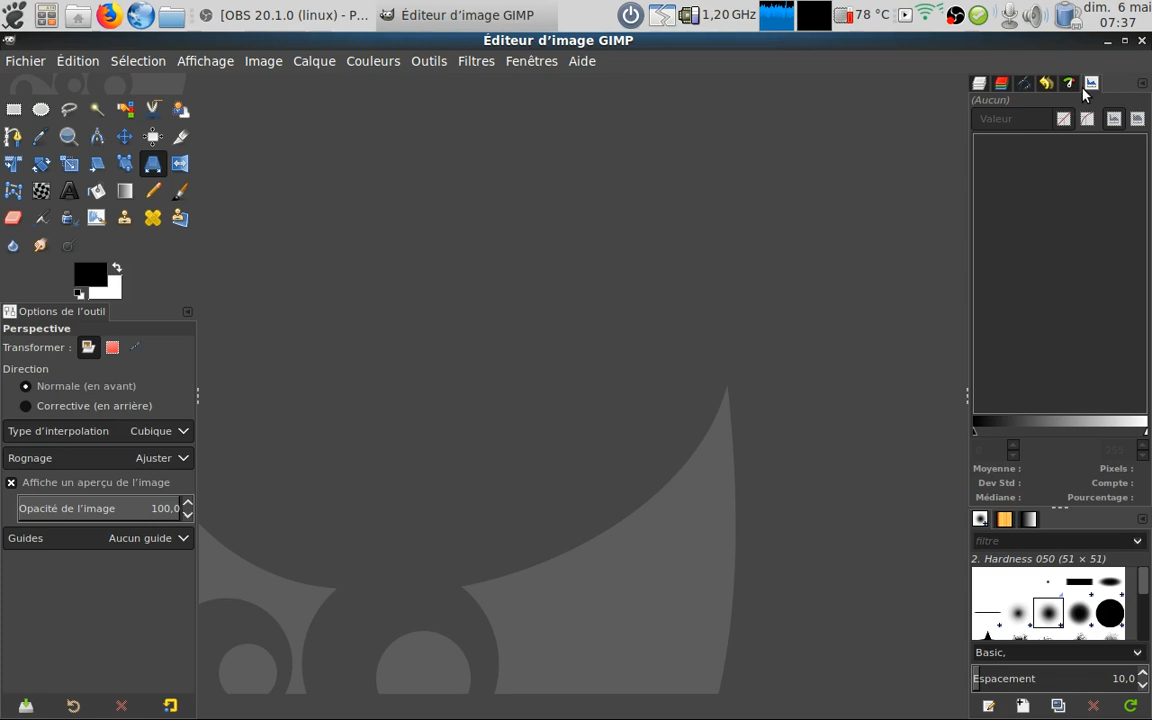 [OBS 20.1.0 (linux) - P...
Éditeur d'image GIMP
1,20 GHz
78 °C
dim. 6 mai
07:37
Éditeur d'image GIMP
Fichier Édition Sélection Affichage Image Calque Couleurs Outils Filtres Fenêtres Aide
(Aucun)
Valeur
Options de l'outil
Perspective
Transformer :
Direction
Normale (en avant)
Corrective (en arrière)
Type d'interpolation Cubique
Rognage Ajuster
Affiche un aperçu de l'image
Opacité de l'image 100,0
Guides Aucun guide
0 255
Moyenne : Pixels :
Dev Std : Compte :
Médiane : Pourcentage :
filtre
2. Hardness 050 (51 × 51)
Basic,
Espacement 10,0